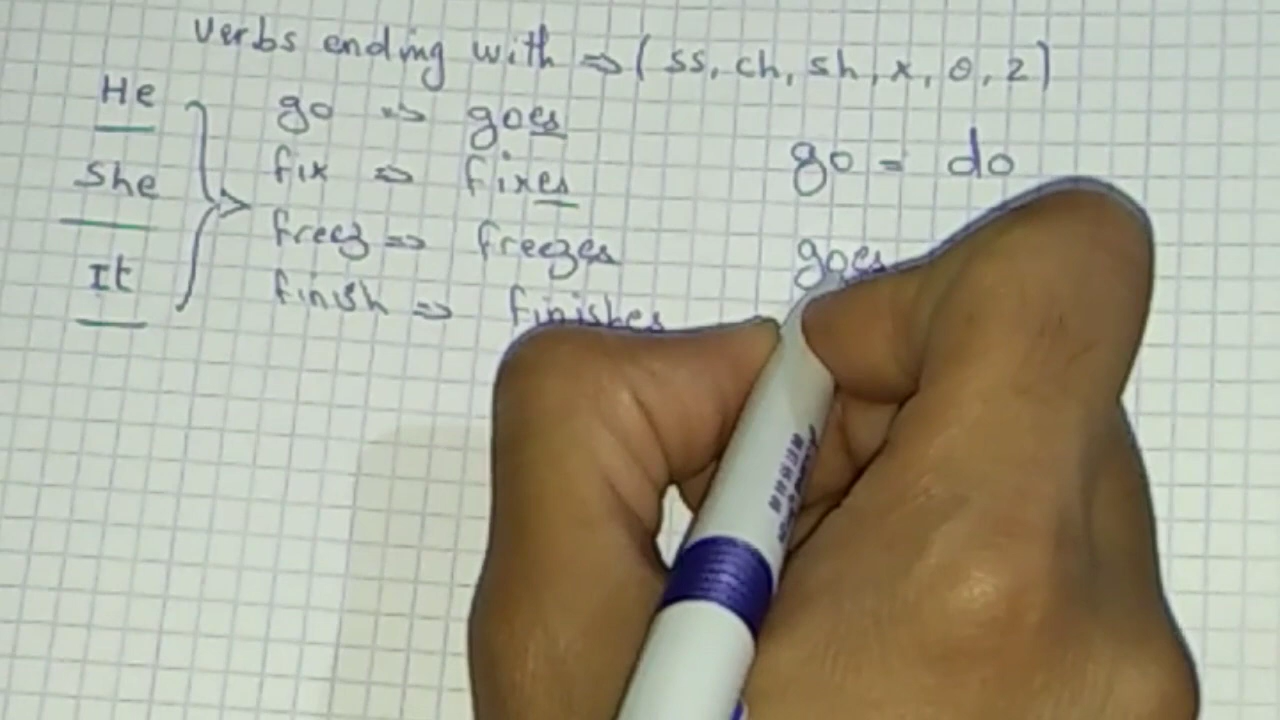 verbs ending with ⇒ ( ss, ch, sh, x, o, z )
He
She
It
go ⇒ goes
fix ⇒ fixes
freez ⇒ freezes
finish ⇒ finishes
go = do
goes